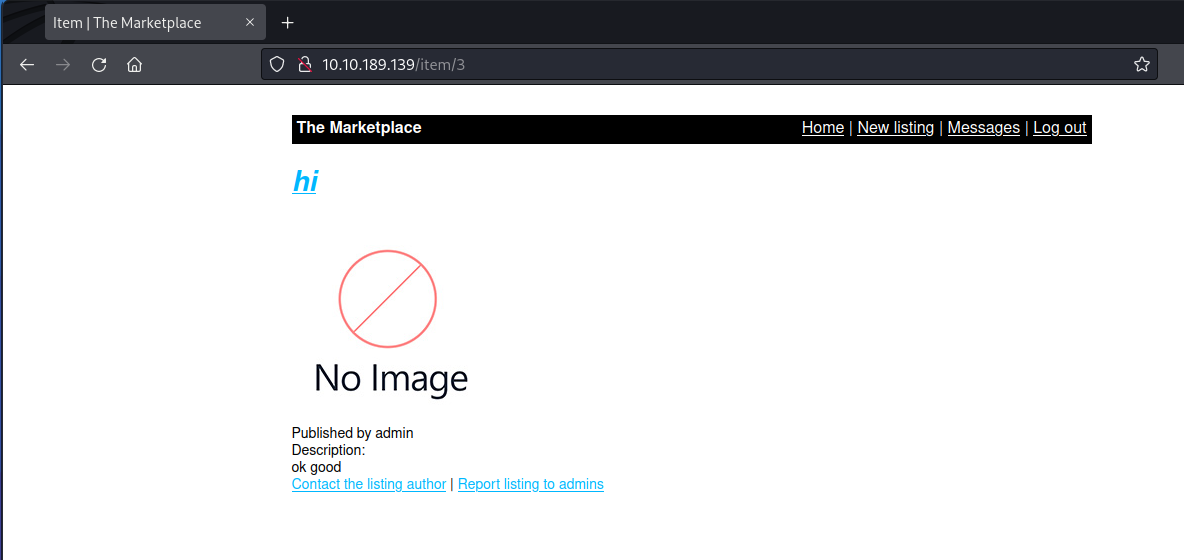 Item | The Marketplace
10.10.189.139/item/3
The Marketplace Home | New listing | Messages | Log out
hi
No Image
Published by admin
Description:
ok good
Contact the listing author | Report listing to admins